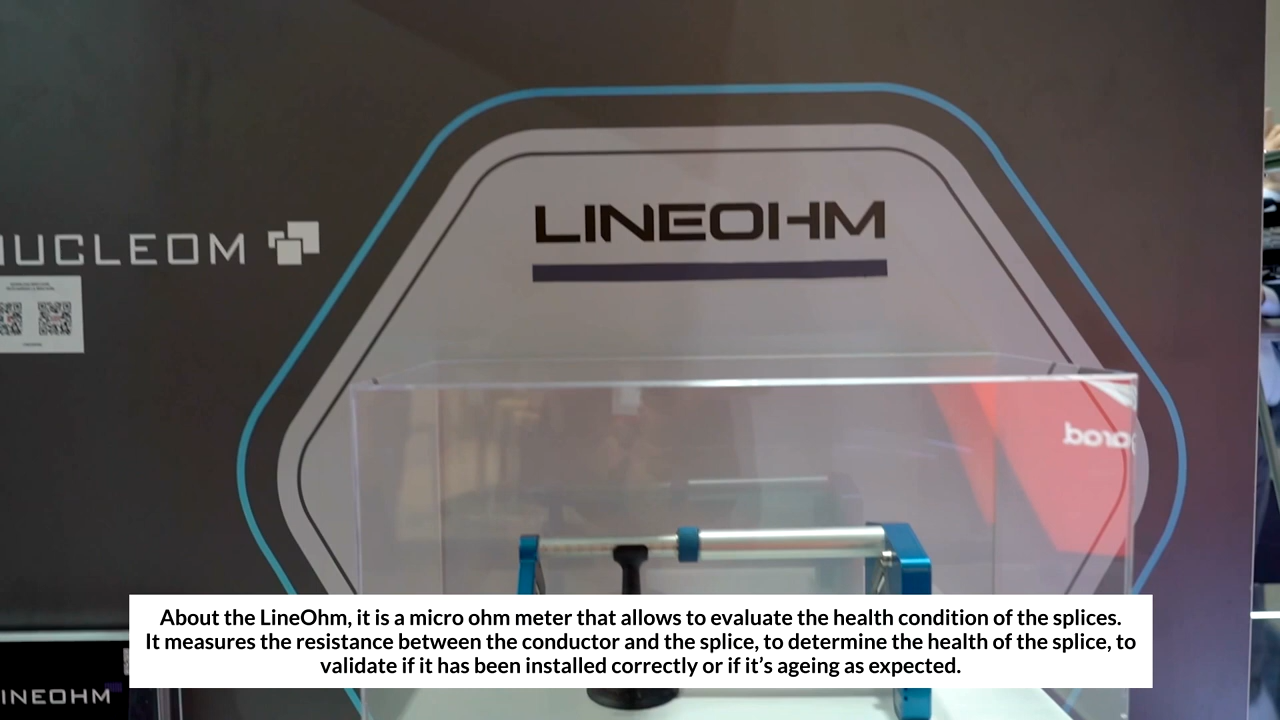 LINEOHM
NUCLEOM
About the LineOhm, it is a micro ohm meter that allows to evaluate the health condition of the splices.
It measures the resistance between the conductor and the splice, to determine the health of the splice, to
validate if it has been installed correctly or if it’s ageing as expected.
INEOHM